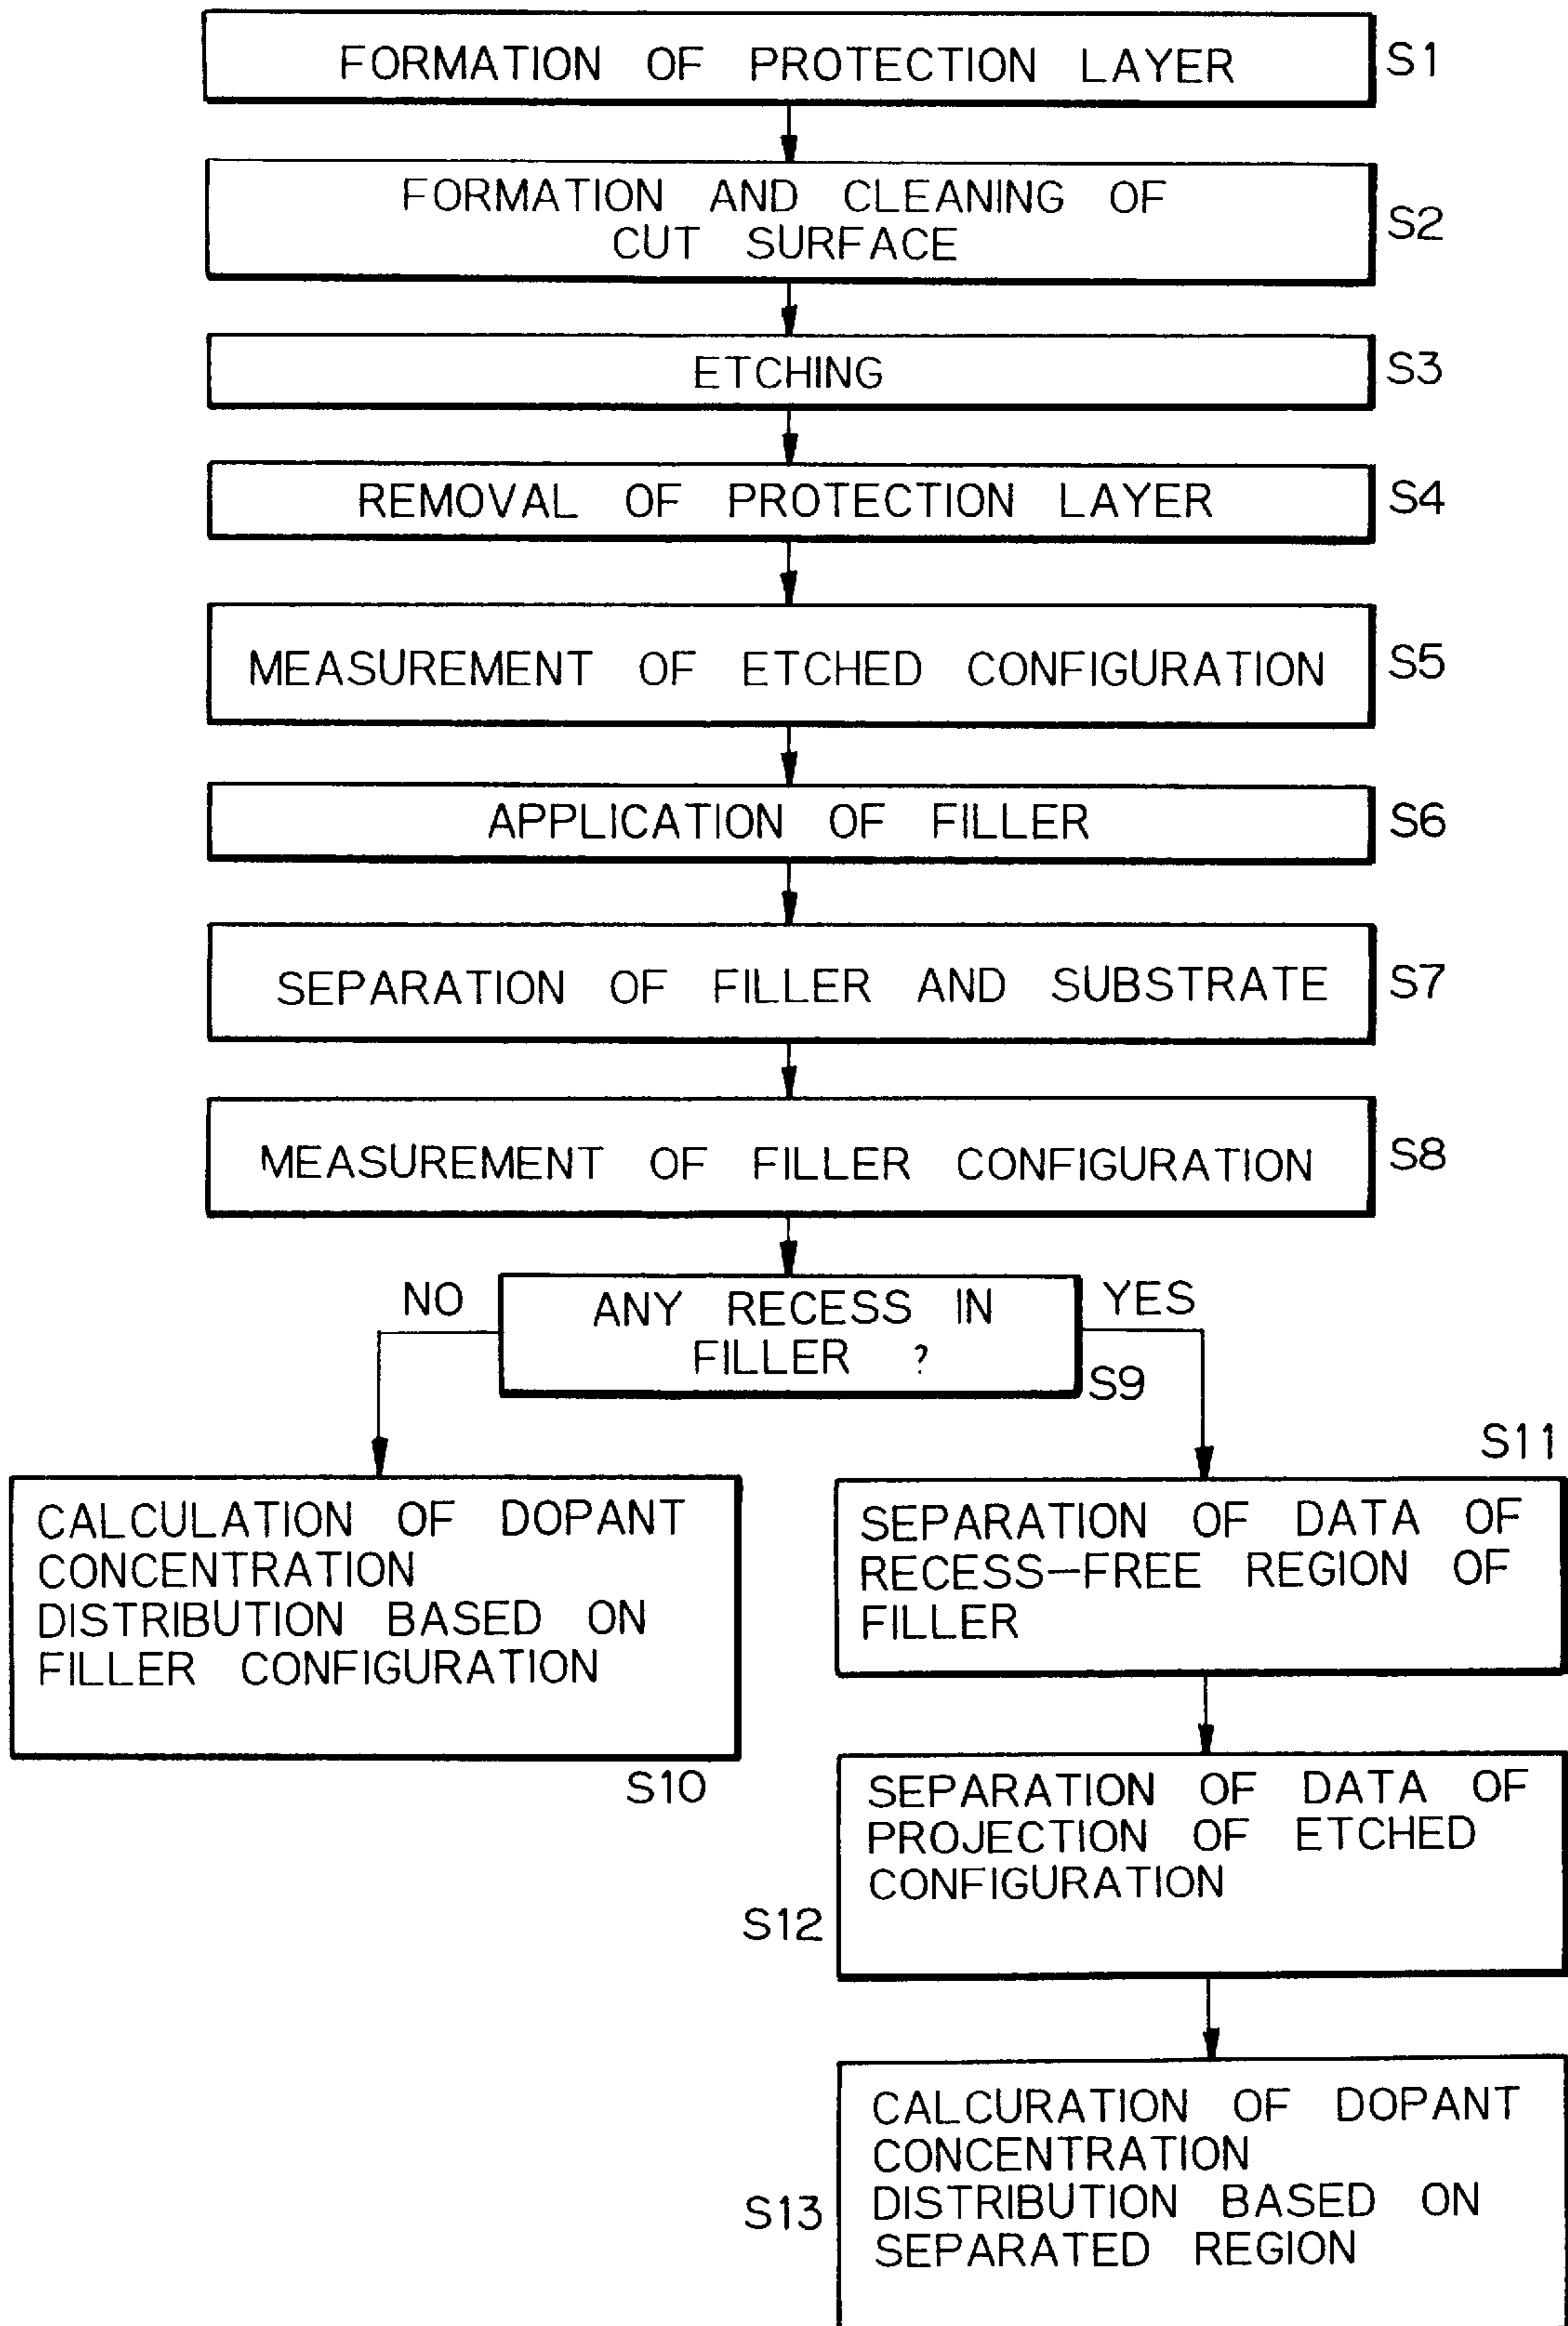 FORMATION OF PROTECTION LAYER
S1
FORMATION AND CLEANING OF
CUT SURFACE
S2
ETCHING
S3
REMOVAL OF PROTECTION LAYER
S4
MEASUREMENT OF ETCHED CONFIGURATION
S5
APPLICATION OF FILLER
S6
SEPARATION OF FILLER AND SUBSTRATE
S7
MEASUREMENT OF FILLER CONFIGURATION
S8
NO
ANY RECESS IN
FILLER ?
YES
S9
CALCULATION OF DOPANT
CONCENTRATION
DISTRIBUTION BASED ON
FILLER CONFIGURATION
S10
S11
SEPARATION OF DATA OF
RECESS-FREE REGION OF
FILLER
SEPARATION OF DATA OF
PROJECTION OF ETCHED
CONFIGURATION
S12
CALCURATION OF DOPANT
CONCENTRATION
DISTRIBUTION BASED ON
SEPARATED REGION
S13